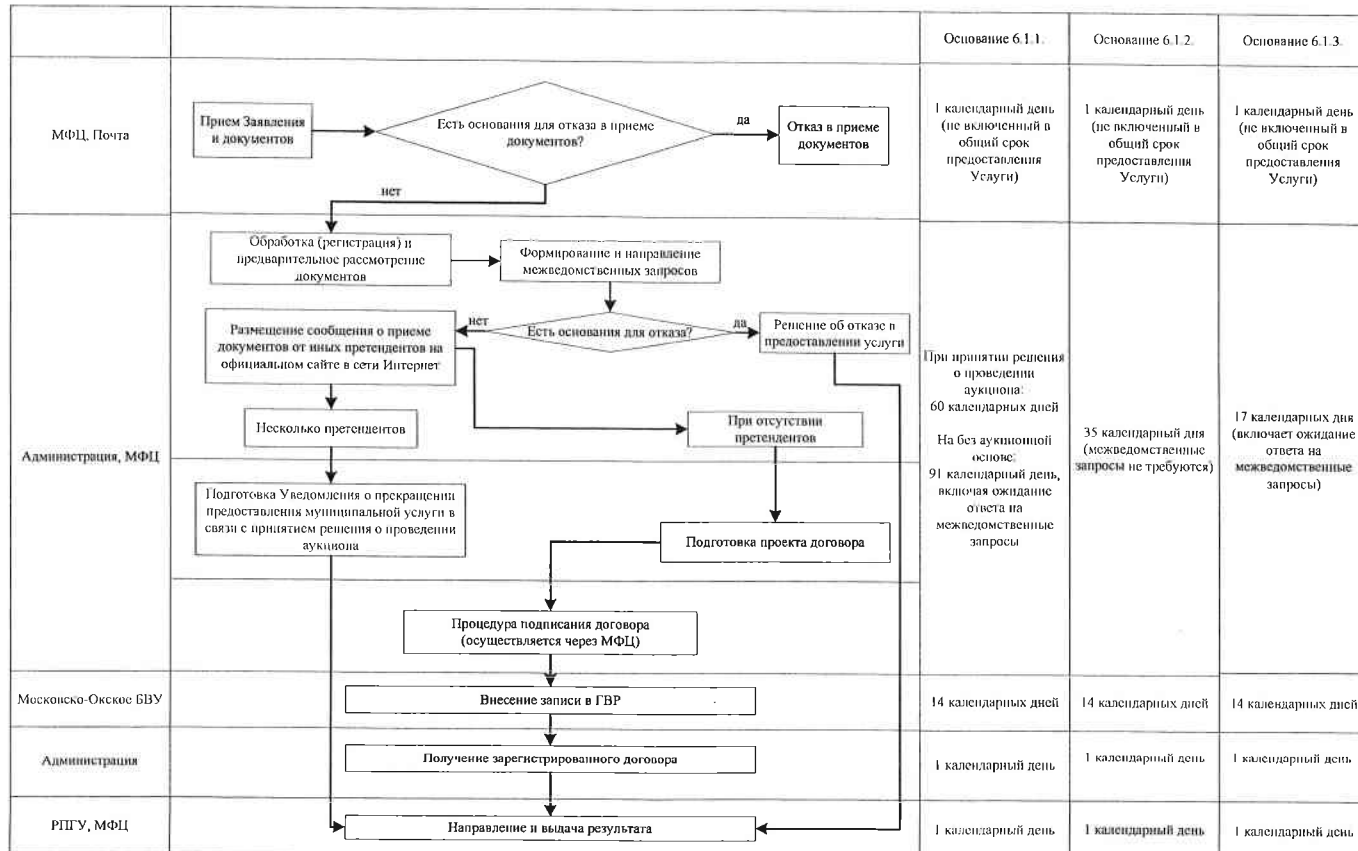 Основание 6.1.1.
Основание 6.1.2.
Основание 6.1.3.
МФЦ, Почта
Прием Заявления
и документов
Есть основания для отказа в приеме
документов?
да
Отказ в приеме
документов
нет
1 календарный день
(не включенный в
общий срок
предоставления
Услуги)
1 календарный день
(не включенный в
общий срок
предоставления
Услуги)
1 календарный день
(не включенный в
общий срок
предоставления
Услуги)
Администрация, МФЦ
Обработка (регистрация) и
предварительное рассмотрение
документов
Формирование и направление
межведомственных запросов
Есть основания для отказа?
нет
да
Решение об отказе в
предоставлении услуги
Размещение сообщения о приеме
документов от иных претендентов на
официальном сайте в сети Интернет
Несколько претендентов
При отсутствии
претендентов
Подготовка Уведомления о прекращении
предоставления муниципальной услуги в
связи с принятием решения о проведении
аукциона
Подготовка проекта договора
Процедура подписания договора
(осуществляется через МФЦ)
При принятии решения
о проведении
аукциона:
60 календарных дней
На без аукционной
основе:
91 календарный день,
включая ожидание
ответа на
межведомственные
запросы
35 календарный дня
(межведомственные
запросы не требуются)
17 календарных дня
(включает ожидание
ответа на
межведомственные
запросы)
Московско-Окское БВУ
Внесение записи в ГВР
14 календарных дней
14 календарных дней
14 календарных дней
Администрация
Получение зарегистрированного договора
1 календарный день
1 календарный день
1 календарный день
РПГУ, МФЦ
Направление и выдача результата
1 календарный день
1 календарный день
1 календарный день